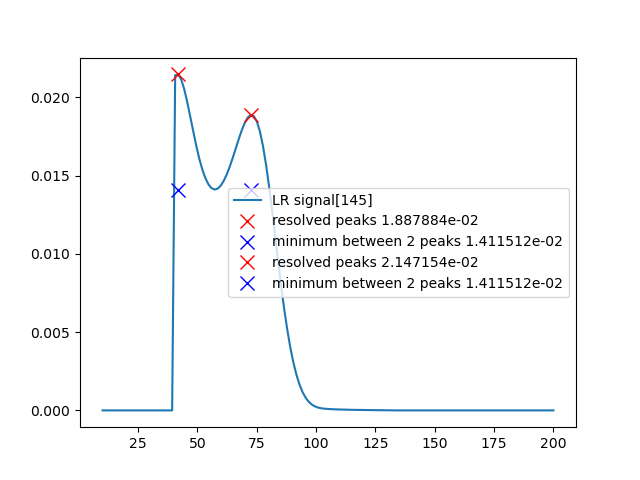 0.020
0.015
0.010
0.005
0.000
LR signal[145]
resolved peaks 1.887884e-02
minimum between 2 peaks 1.411512e-02
resolved peaks 2.147154e-02
minimum between 2 peaks 1.411512e-02
25 50 75 100 125 150 175 200